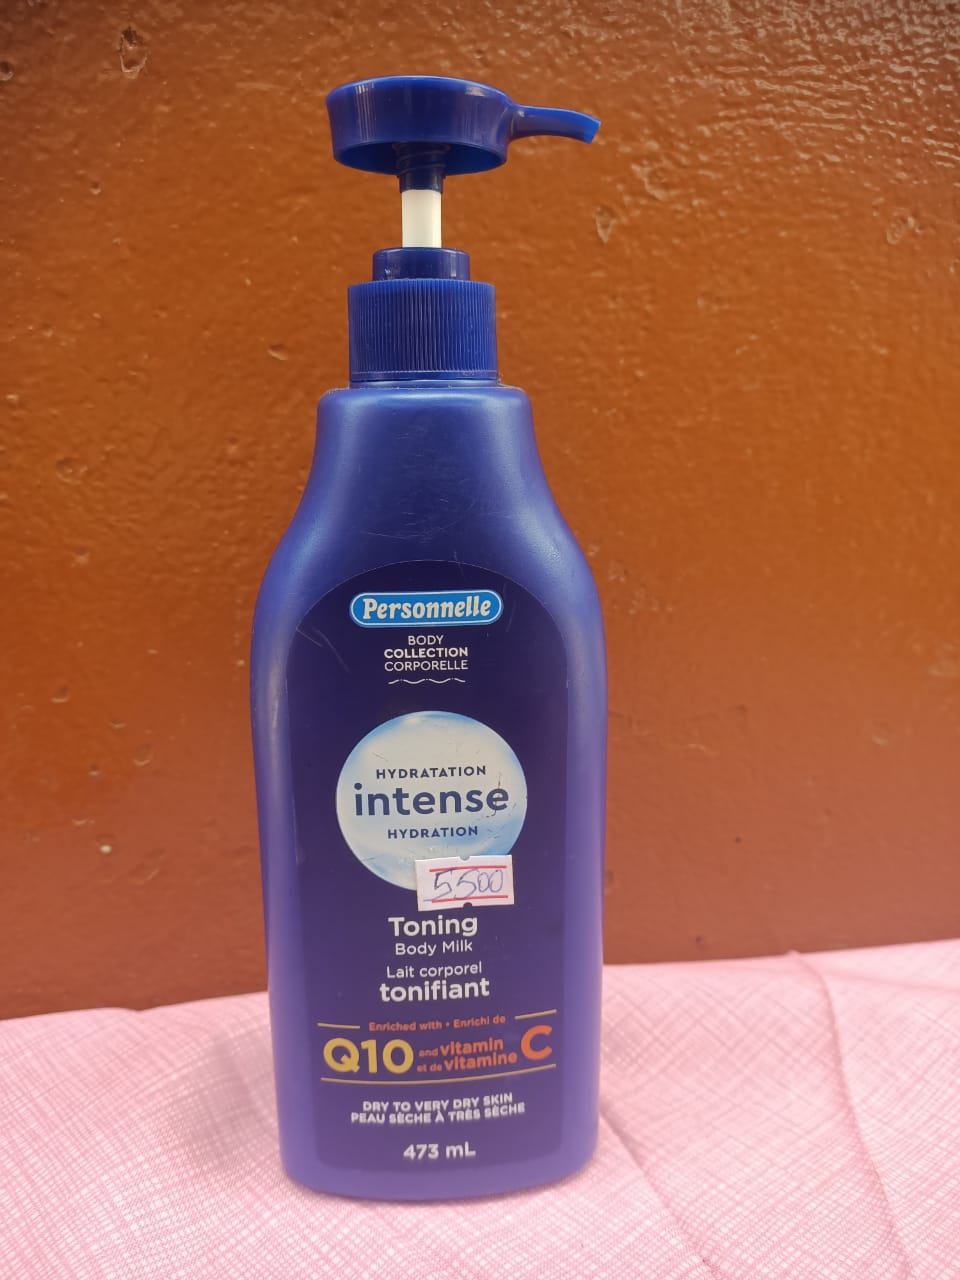 Personnelle
BODY
COLLECTION
CORPORELLE
HYDRATATION
intense
HYDRATION
5500
Toning
Body Milk
Lait corporel
tonifiant
Enriched with • Enrichi de
Q10 and vitamin C
et de vitamine
DRY TO VERY DRY SKIN
PEAU SÈCHE À TRÈS SÈCHE
473 mL